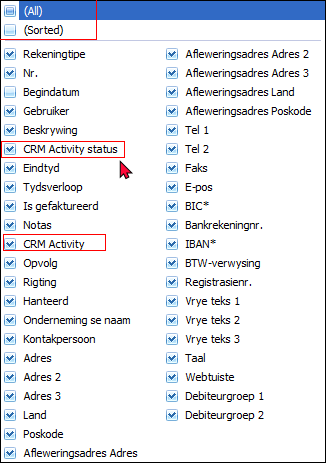 (All)
(Sorted)
Rekeningtipe
Nr.
Begindatum
Gebruiker
Beskrywing
CRM Activity status
Eindtyd
Tydsverloop
Is gefaktureerd
Notas
CRM Activity
Opvolg
Rigting
Hanteerd
Onderneming se naam
Kontakpersoon
Adres
Adres 2
Adres 3
Land
Poskode
Afleweringsadres Adres
Afleweringsadres Adres 2
Afleweringsadres Adres 3
Afleweringsadres Land
Afleweringsadres Poskode
Tel 1
Tel 2
Faks
E-pos
BIC*
Bankrekeningnr.
IBAN*
BTW-verwysing
Registrasienr.
Vrye teks 1
Vrye teks 2
Vrye teks 3
Taal
Webtuiste
Debiteurgroep 1
Debiteurgroep 2